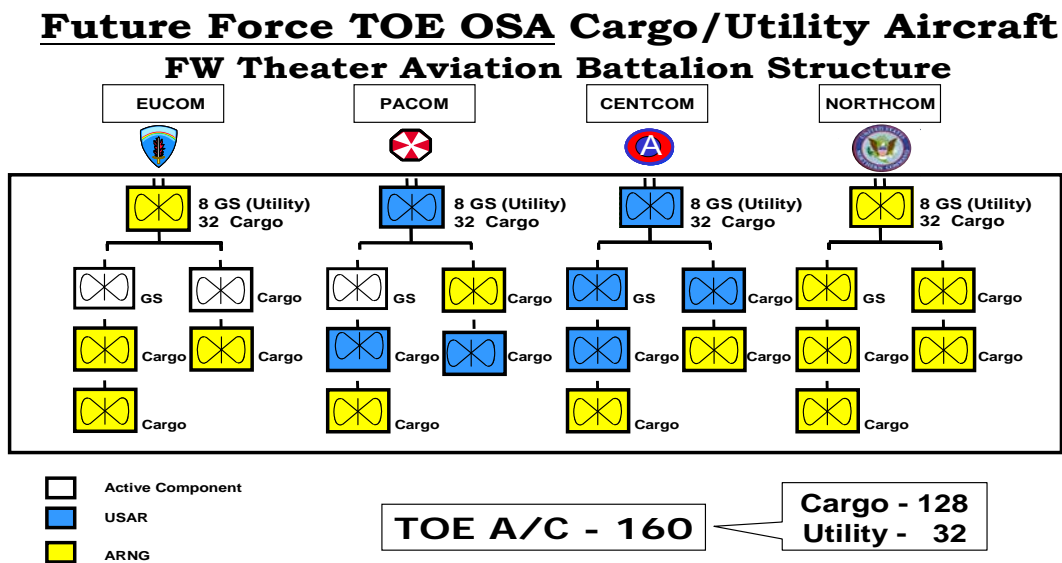 Future Force TOE OSA Cargo/Utility Aircraft
FW Theater Aviation Battalion Structure
EUCOM PACOM CENTCOM NORTHCOM
A
8 GS (Utility) 8 GS (Utility) 8 GS (Utility) 8 GS (Utility)
32 Cargo 32 Cargo 32 Cargo 32 Cargo
GS Cargo GS Cargo GS Cargo GS Cargo
Cargo Cargo Cargo Cargo Cargo Cargo Cargo Cargo
Cargo Cargo Cargo Cargo
Active Component
USAR
ARNG
TOE A/C - 160
Cargo - 128
Utility - 32